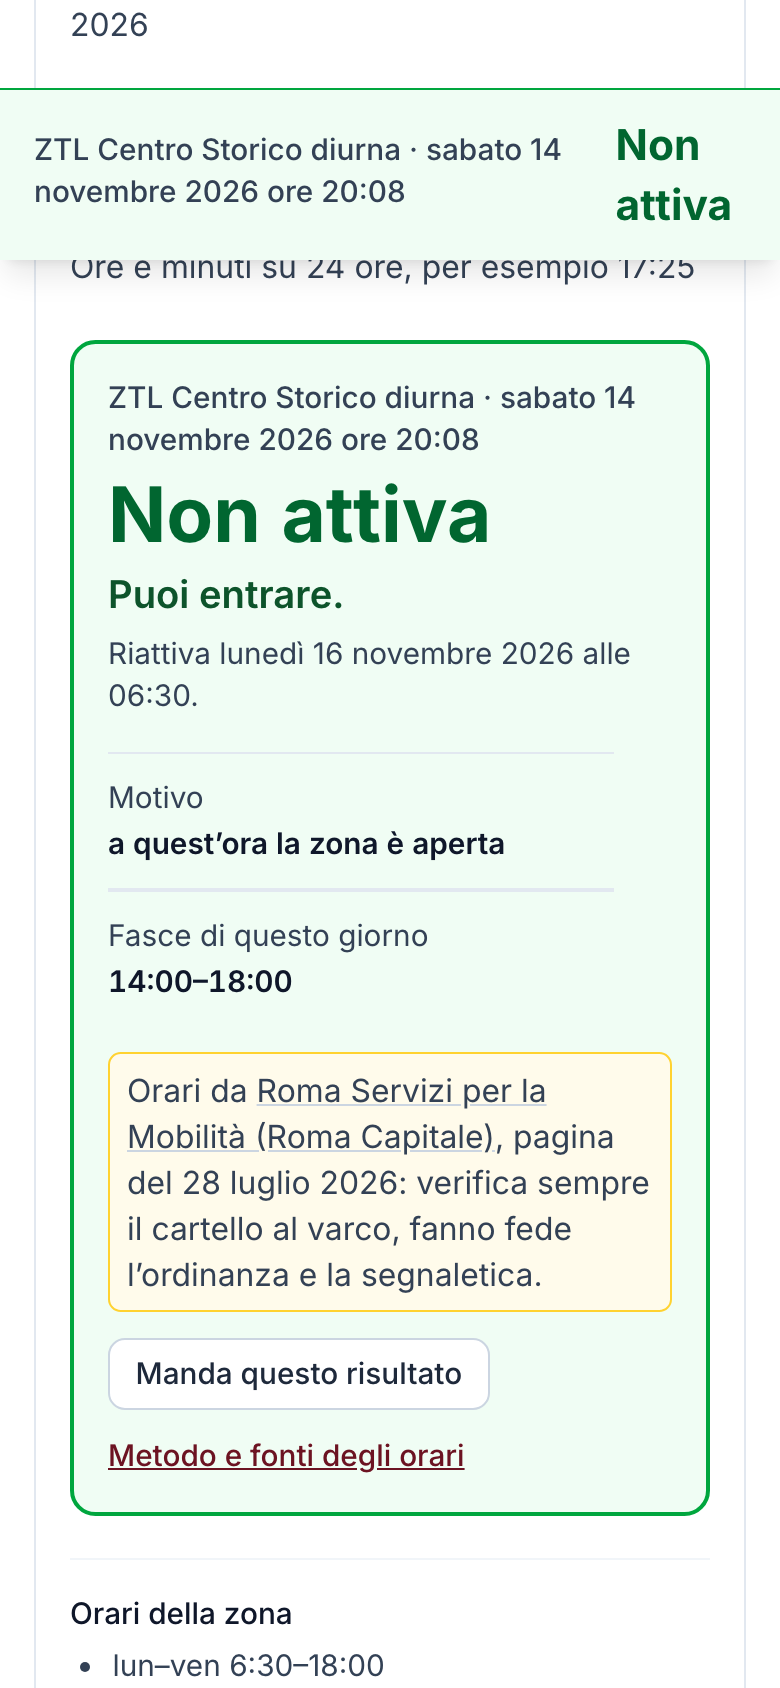 2026
ZTL Centro Storico diurna · sabato 14
novembre 2026 ore 20:08
Non
attiva
Ore e minuti su 24 ore, per esempio 17:25
ZTL Centro Storico diurna · sabato 14
novembre 2026 ore 20:08
Non attiva
Puoi entrare.
Riattiva lunedì 16 novembre 2026 alle
06:30.
Motivo
a quest’ora la zona è aperta
Fasce di questo giorno
14:00–18:00
Orari da Roma Servizi per la
Mobilità (Roma Capitale), pagina
del 28 luglio 2026: verifica sempre
il cartello al varco, fanno fede
l’ordinanza e la segnaletica.
Manda questo risultato
Metodo e fonti degli orari
Orari della zona
• lun–ven 6:30–18:00